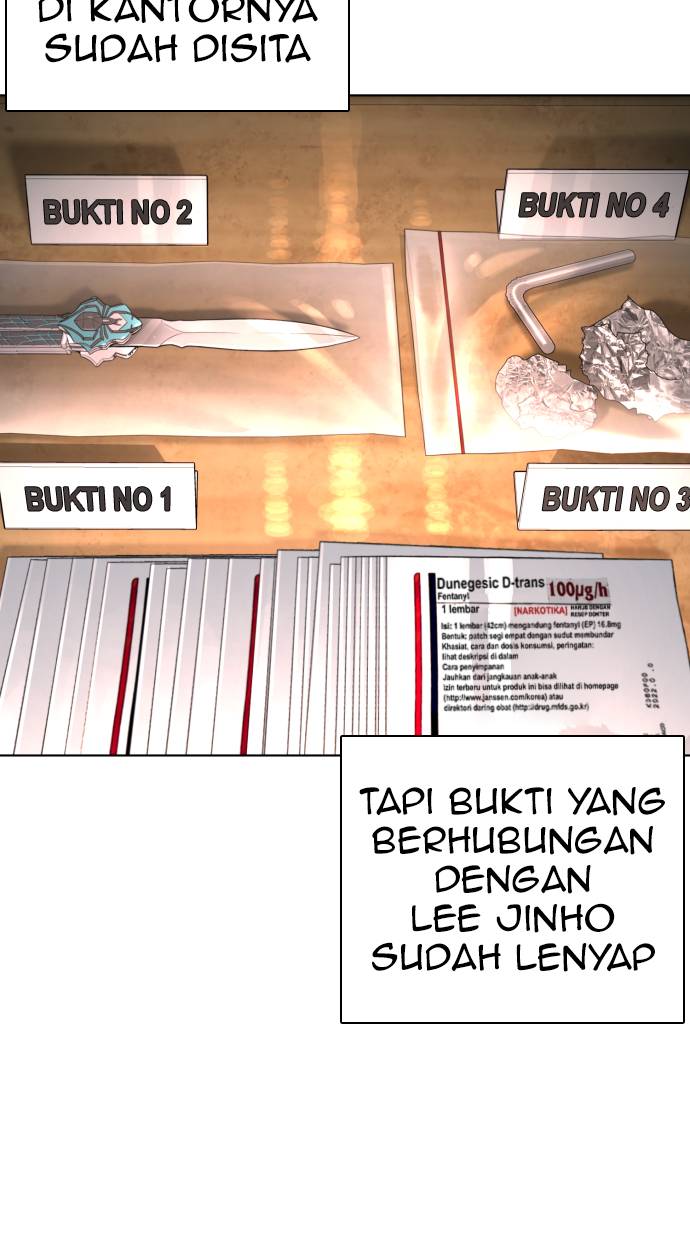 DI KANTORNYA
SUDAH DISITA
BUKTI NO 2
BUKTI NO 4
BUKTI NO 1
BUKTI NO 3
Dunegesic D-trans 100µg/h
Fentanyl
1 lembar [NARKOTIKA] HARUS DENGAN
RESEP DOKTER
Isi: 1 lembar (42cm) mengandung fentanyl (EP) 16.8mg
Bentuk: patch segi empat dengan sudut membundar
Khasiat, cara dan dosis konsumsi, peringatan:
lihat deskripsi di dalam
Cara penyimpanan
Jauhkan dari jangkauan anak-anak
Izin terbaru untuk produk ini bisa dilihat di homepage
(http://www.janssen.com/korea) atau
direktori daring obat (http://drug.mfds.go.kr)
TAPI BUKTI YANG
BERHUBUNGAN
DENGAN
LEE JINHO
SUDAH LENYAP